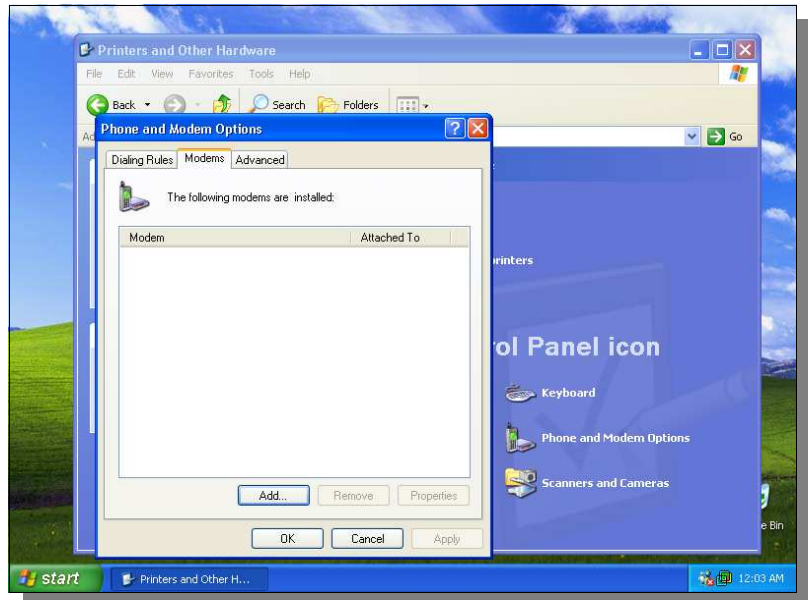 Printers and Other Hardware
File Edit View Favorites Tools Help
Back Search Folders
Ad Go
Phone and Modem Options
Dialing Rules Modems Advanced
The following modems are installed:
Modem Attached To
rinters
ol Panel icon
Keyboard
Phone and Modem Options
Scanners and Cameras
Add... Remove Properties
OK Cancel Apply
e Bin
start Printers and Other H... 12:03 AM